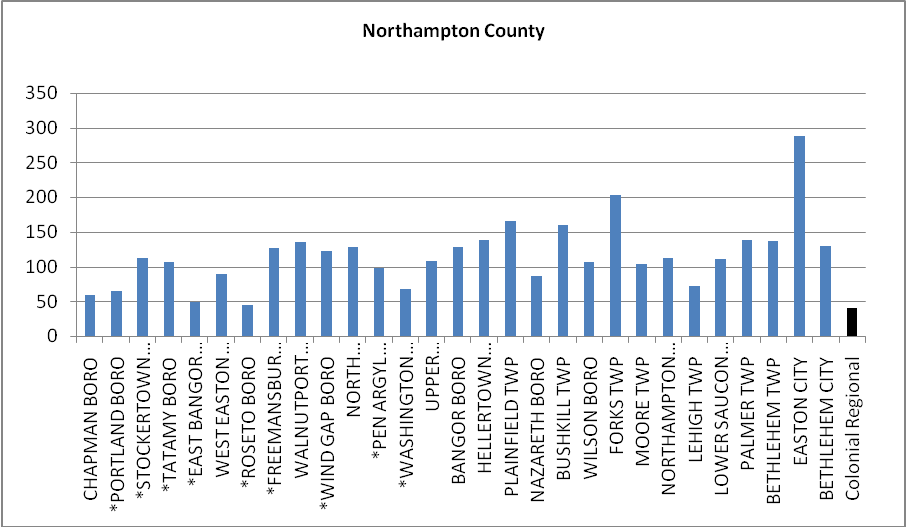 Northampton County
350
300
250
200
150
100
50
0
CHAPMAN BORO
*PORTLAND BORO
*STOCKERTOWN...
*TATAMY BORO
*EAST BANGOR...
WEST EASTON...
*ROSETO BORO
*FREEMANSBUR...
WALNUTPORT...
*WIND GAP BORO
NORTH...
*PEN ARGYL...
*WASHINGTON...
UPPER...
BANGOR BORO
HELLERTOWN...
PLAINFIELD TWP
NAZARETH BORO
BUSHKILL TWP
WILSON BORO
FORKS TWP
MOORE TWP
NORTHAMPTON...
LEHIGH TWP
LOWER SAUCON...
PALMER TWP
BETHLEHEM TWP
EASTON CITY
BETHLEHEM CITY
Colonial Regional